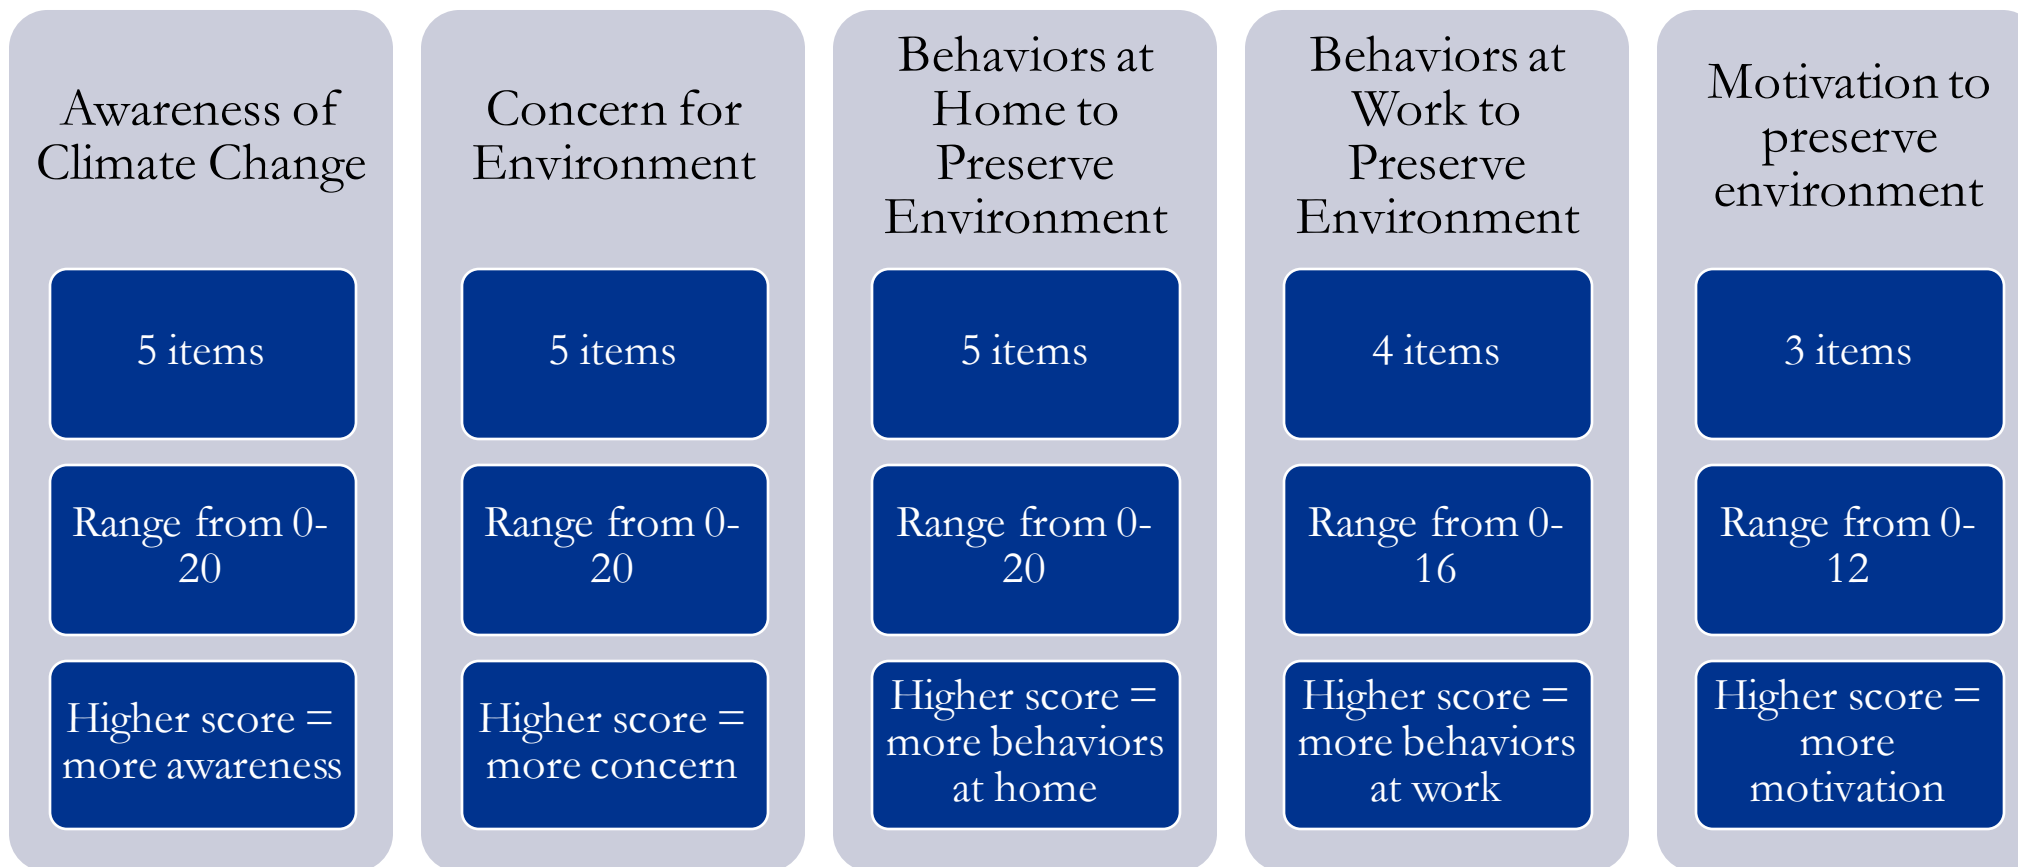 Awareness of
Climate Change
5 items
Range from 0-
20
Higher score =
more awareness
Concern for
Environment
5 items
Range from 0-
20
Higher score =
more concern
Behaviors at
Home to
Preserve
Environment
5 items
Range from 0-
20
Higher score =
more behaviors
at home
Behaviors at
Work to
Preserve
Environment
4 items
Range from 0-
16
Higher score =
more behaviors
at work
Motivation to
preserve
environment
3 items
Range from 0-
12
Higher score =
more
motivation